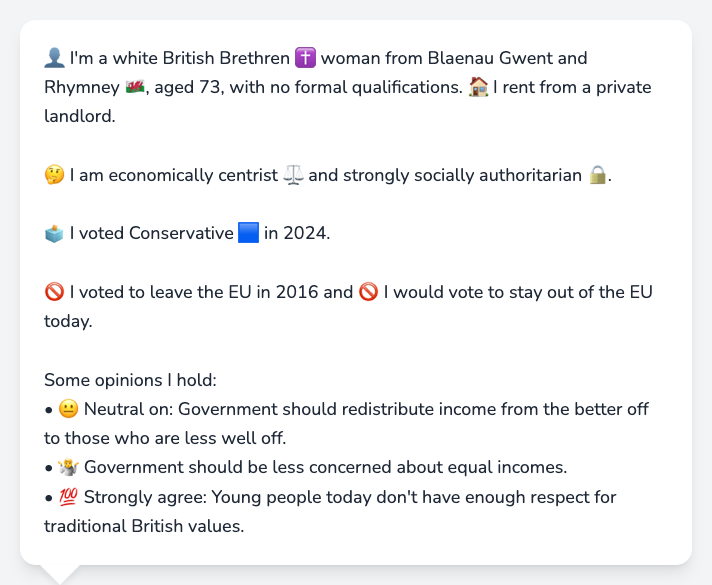 👤 I'm a white British Brethren ✝️ woman from Blaenau Gwent and
Rhymney 🏴󠁧󠁢󠁷󠁬󠁳󠁿, aged 73, with no formal qualifications. 🏠 I rent from a private
landlord.
🤔 I am economically centrist ⚖️ and strongly socially authoritarian 🔒.
🗳️ I voted Conservative 🟦 in 2024.
🚫 I voted to leave the EU in 2016 and 🚫 I would vote to stay out of the EU
today.
Some opinions I hold:
• 😐 Neutral on: Government should redistribute income from the better off
to those who are less well off.
• 🤷 Government should be less concerned about equal incomes.
• 💯 Strongly agree: Young people today don't have enough respect for
traditional British values.